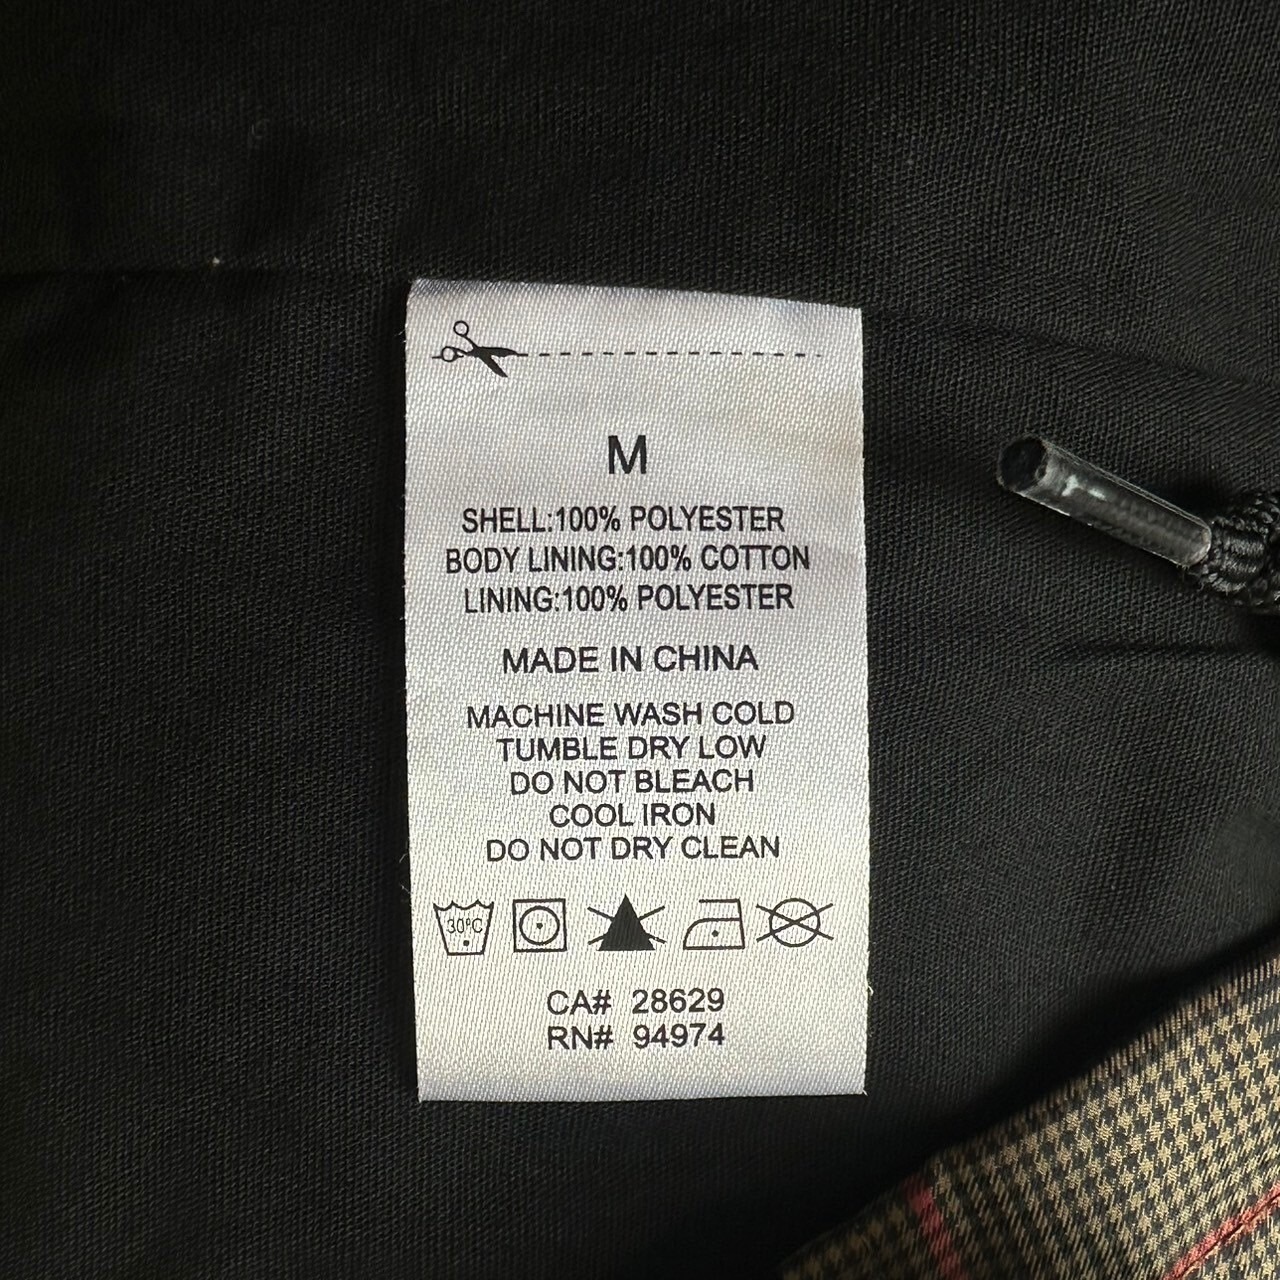 M
SHELL:100% POLYESTER
BODY LINING:100% COTTON
LINING:100% POLYESTER
MADE IN CHINA
MACHINE WASH COLD
TUMBLE DRY LOW
DO NOT BLEACH
COOL IRON
DO NOT DRY CLEAN
30°C
CA# 28629
RN# 94974